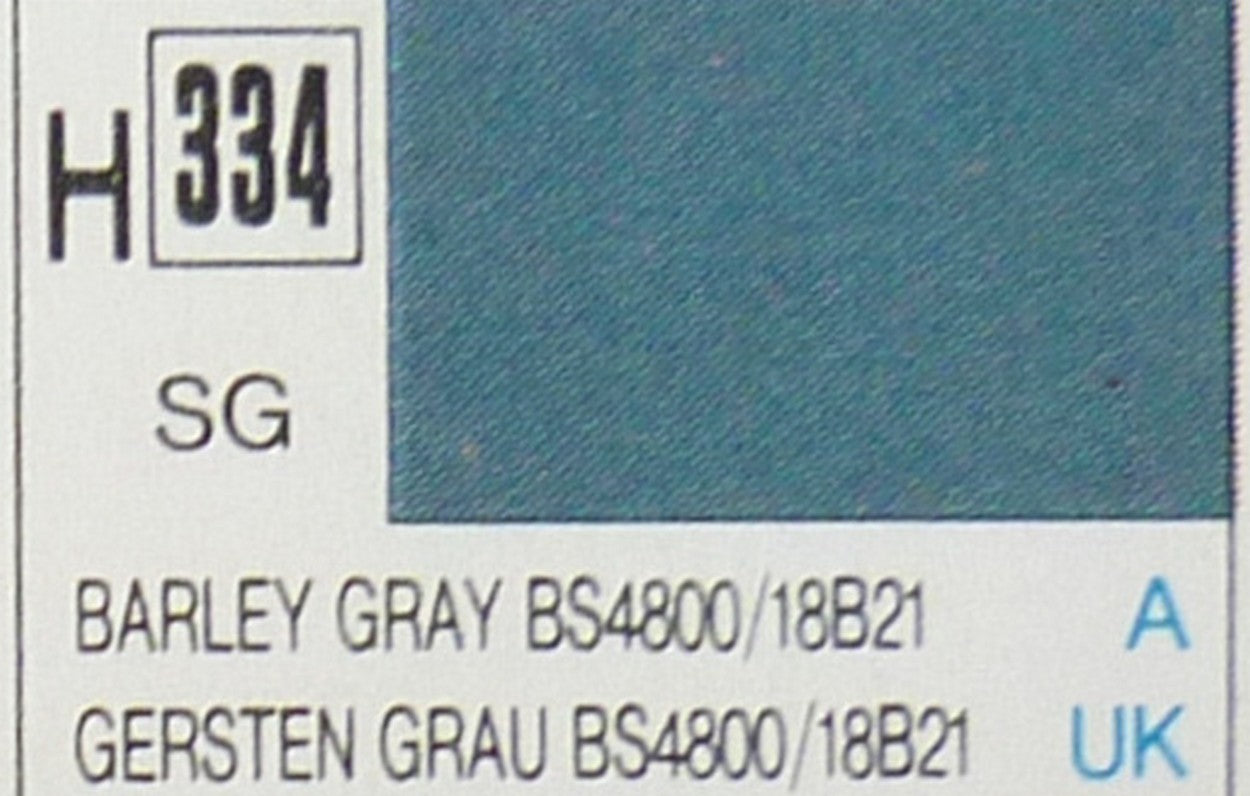 H 334
SG
BARLEY GRAY BS4800/18B21 A
GERSTEN GRAU BS4800/18B21 UK